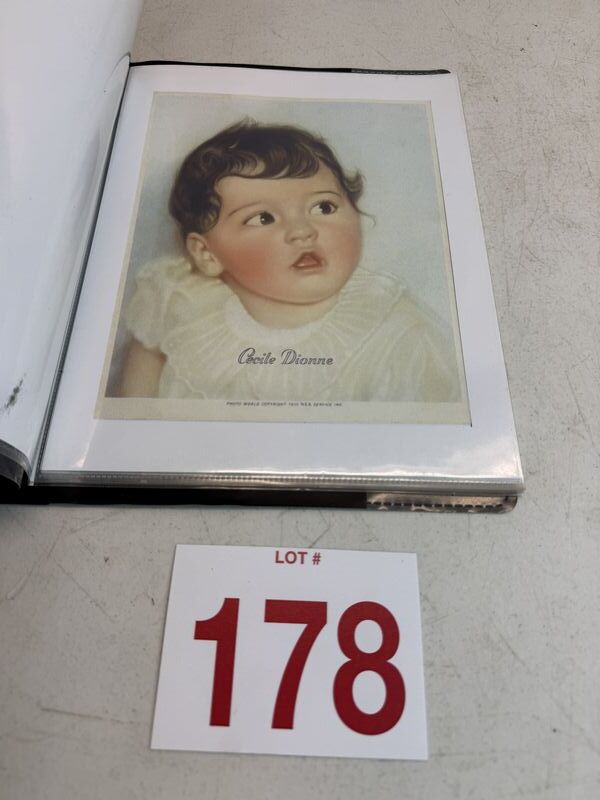 Cécile Dionne
PHOTO WORLD COPYRIGHT 1935 N.E.A. SERVICE INC.
LOT #
178